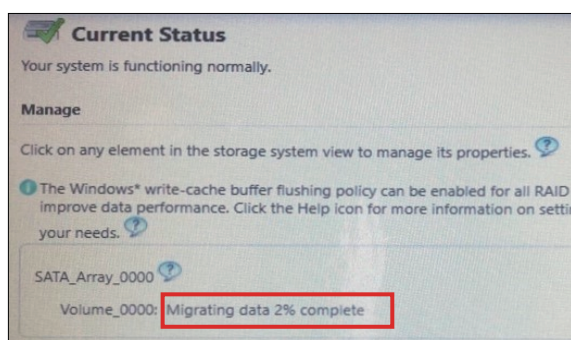 Current Status
Your system is functioning normally.
Manage
Click on any element in the storage system view to manage its properties.
The Windows* write-cache buffer flushing policy can be enabled for all RAID
improve data performance. Click the Help icon for more information on
your needs.
SATA_Array_0000
Volume_0000: Migrating data 2% complete